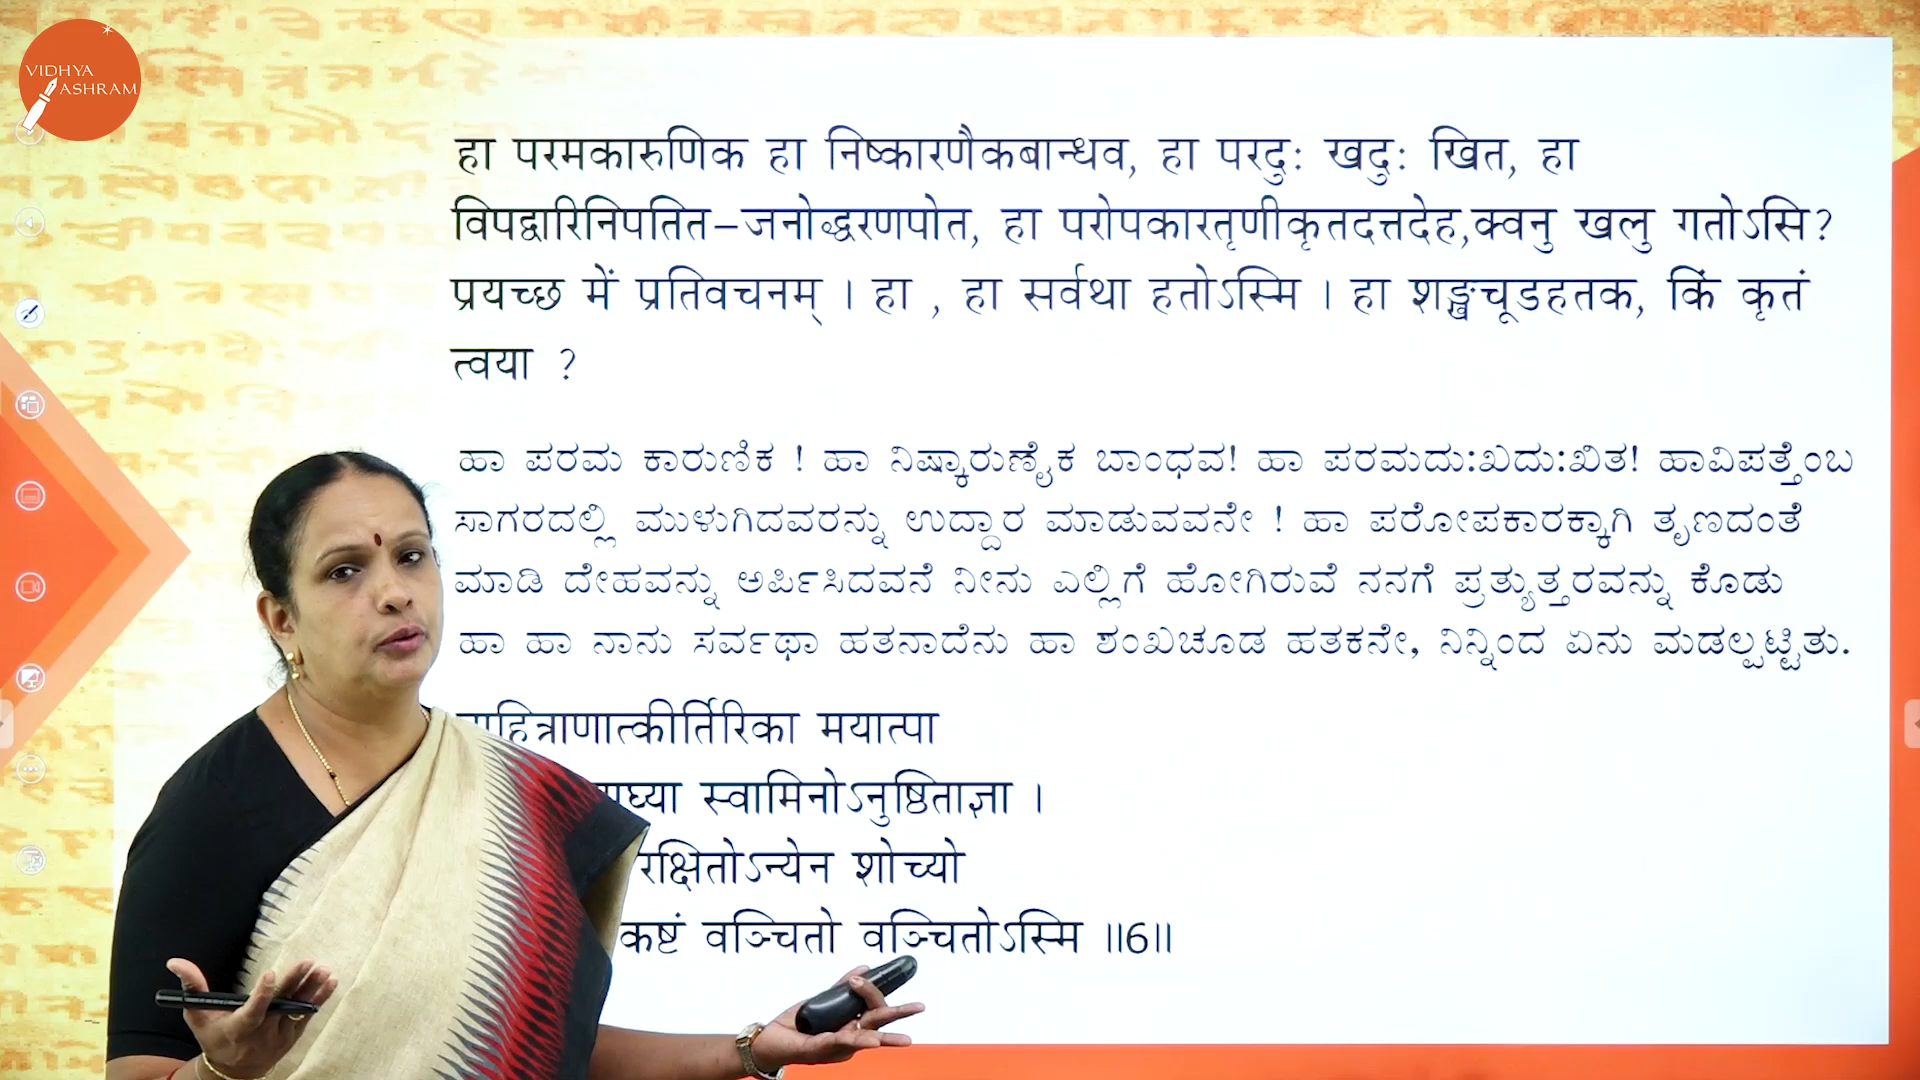 VIDHYA
ASHRAM
हा परमकारुणिक हा निष्कारणैकबान्धव, हा परदुः खदुः खित, हा
विपद्वारिनिपतित–जनोद्धरणपोत, हा परोपकारतृणीकृतदत्तदेह,क्वनु खलु गतोऽसि?
प्रयच्छ में प्रतिवचनम् । हा , हा सर्वथा हतोऽस्मि । हा शङ्खचूडहतक, किं कृतं
त्वया ?
ಹಾ ಪರಮ ಕಾರುಣಿಕ ! ಹಾ ನಿಷ್ಕಾರುಣೈಕ ಬಾಂಧವ! ಹಾ ಪರಮದು:ಖದು:ಖಿತ! ಹಾವಿಪತ್ತೆಂಬ
ಸಾಗರದಲ್ಲಿ ಮುಳುಗಿದವರನ್ನು ಉದ್ದಾರ ಮಾಡುವವನೇ ! ಹಾ ಪರೋಪಕಾರಕ್ಕಾಗಿ ತೃಣದಂತೆ
ಮಾಡಿ ದೇಹವನ್ನು ಅರ್ಪಿಸಿದವನೆ ನೀನು ಎಲ್ಲಿಗೆ ಹೋಗಿರುವೆ ನನಗೆ ಪ್ರತ್ಯುತ್ತರವನ್ನು ಕೊಡು
ಹಾ ಹಾ ನಾನು ಸರ್ವಥಾ ಹತನಾದೆನು ಹಾ ಶಂಖಚೂಡ ಹತಕನೇ, ನಿನ್ನಿಂದ ಏನು ಮಡಲ್ಪಟ್ಟಿತು.
मयात्पा
स्वामिनोऽनुष्ठिताज्ञा ।
रक्षितोऽन्येन शोच्यो
कष्टं वञ्चितो वञ्चितोऽस्मि ॥6॥